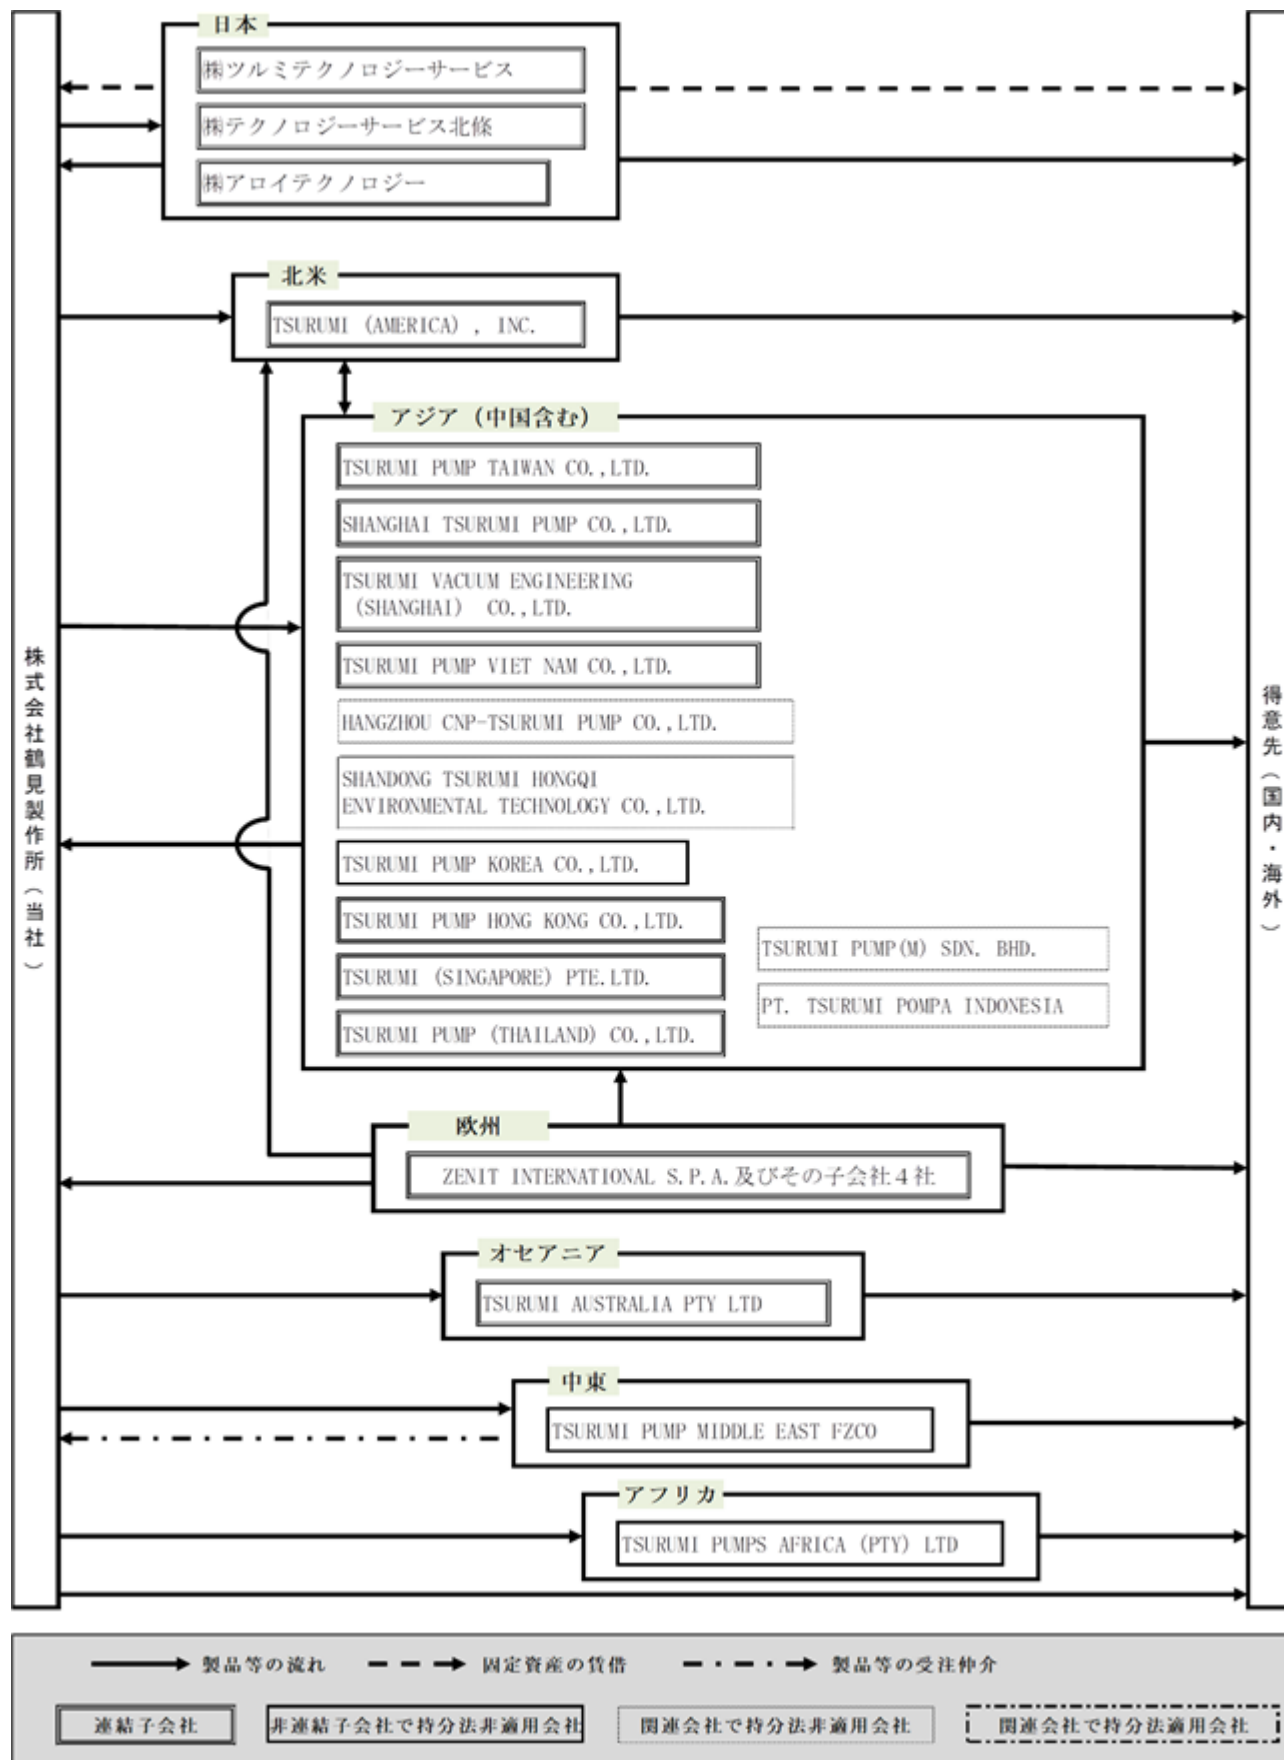 日本
㈱ツルミテクノロジーサービス
㈱テクノロジーサービス北條
㈱アロイテクノロジー
北米
TSURUMI (AMERICA) , INC.
アジア（中国含む）
TSURUMI PUMP TAIWAN CO.,LTD.
SHANGHAI TSURUMI PUMP CO.,LTD.
TSURUMI VACUUM ENGINEERING
(SHANGHAI) CO.,LTD.
TSURUMI PUMP VIET NAM CO.,LTD.
HANGZHOU CNP-TSURUMI PUMP CO.,LTD.
SHANDONG TSURUMI HONGQI
ENVIRONMENTAL TECHNOLOGY CO.,LTD.
TSURUMI PUMP KOREA CO.,LTD.
TSURUMI PUMP HONG KONG CO.,LTD.
TSURUMI (SINGAPORE) PTE.LTD.
TSURUMI PUMP (THAILAND) CO.,LTD.
TSURUMI PUMP(M) SDN. BHD.
PT. TSURUMI POMPA INDONESIA
欧州
ZENIT INTERNATIONAL S.P.A.及びその子会社４社
オセアニア
TSURUMI AUSTRALIA PTY LTD
中東
TSURUMI PUMP MIDDLE EAST FZCO
アフリカ
TSURUMI PUMPS AFRICA (PTY) LTD
株式会社鶴見製作所（当社）
得意先（国内・海外）
製品等の流れ
固定資産の賃借
製品等の受注仲介
連結子会社
非連結子会社で持分法非適用会社
関連会社で持分法非適用会社
関連会社で持分法適用会社